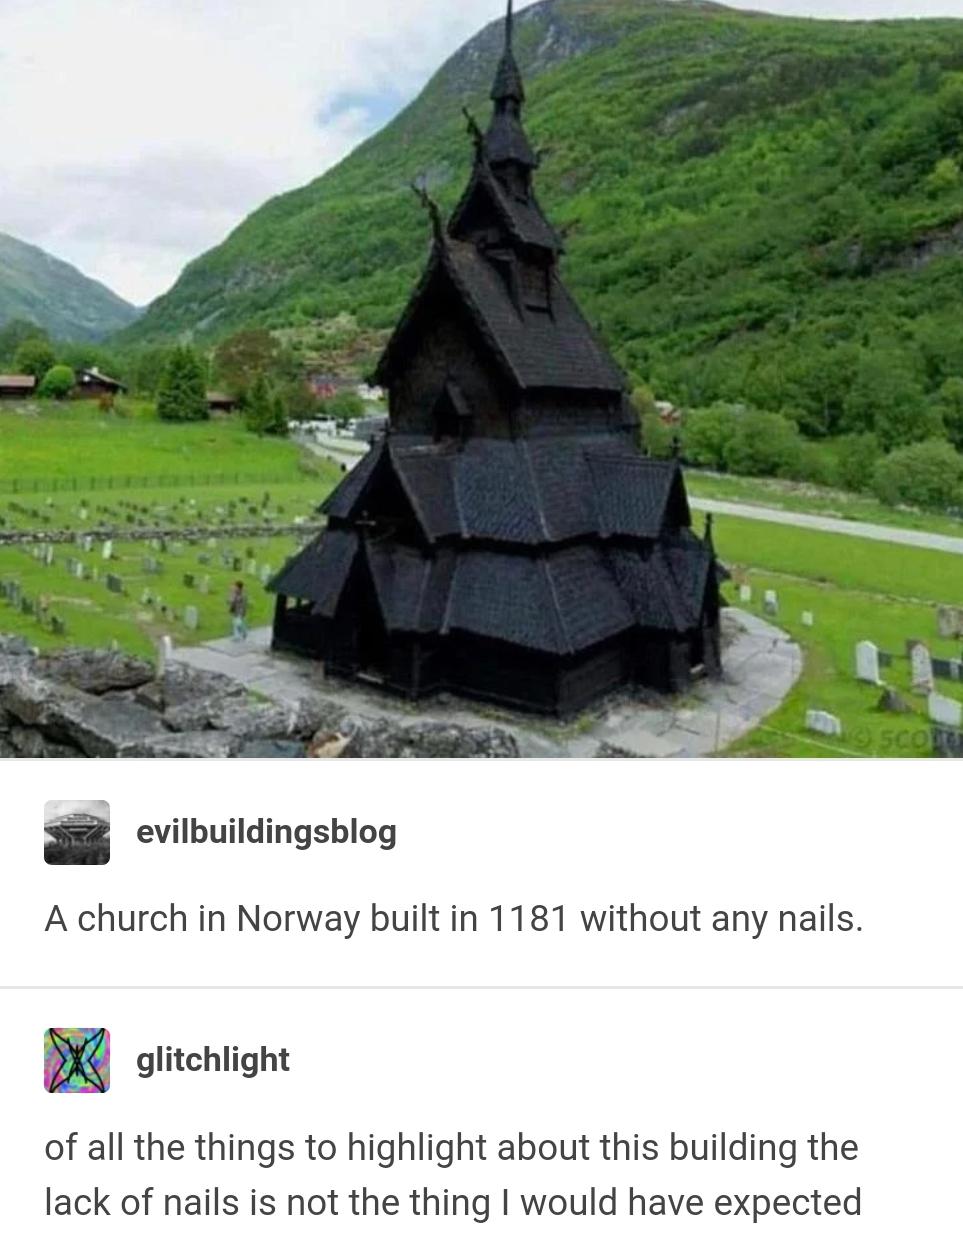 evilbuildingsblog
A church in Norway built in 1181 without any nails.
glitchlight
of all the things to highlight about this building the
lack of nails is not the thing I would have expected